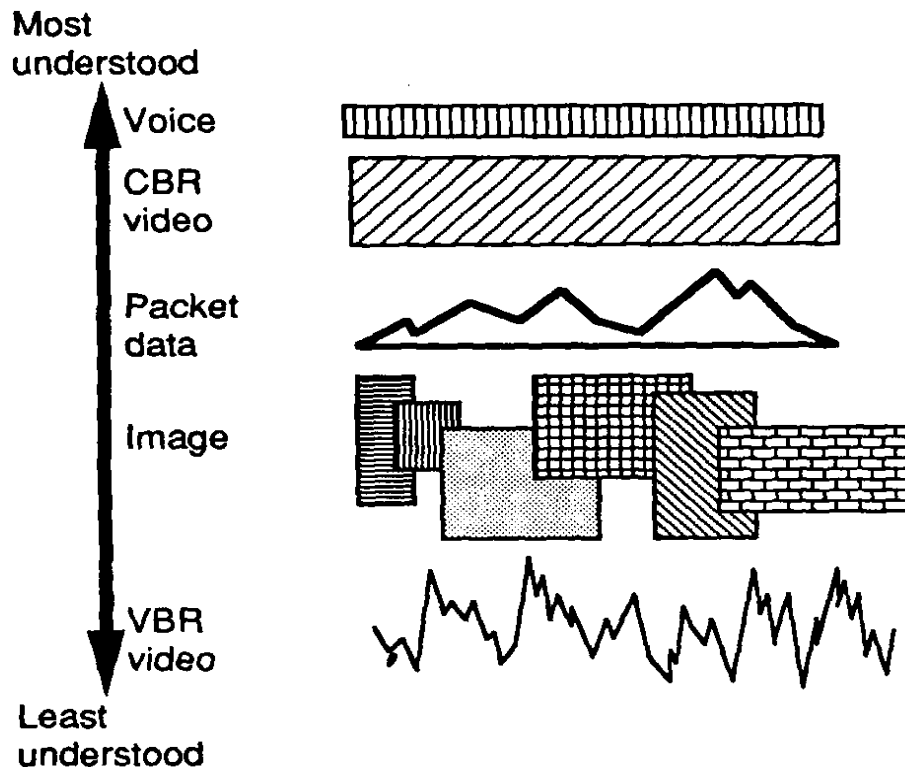 Most
understood
Voice
CBR
video
Packet
data
Image
VBR
video
Least
understood